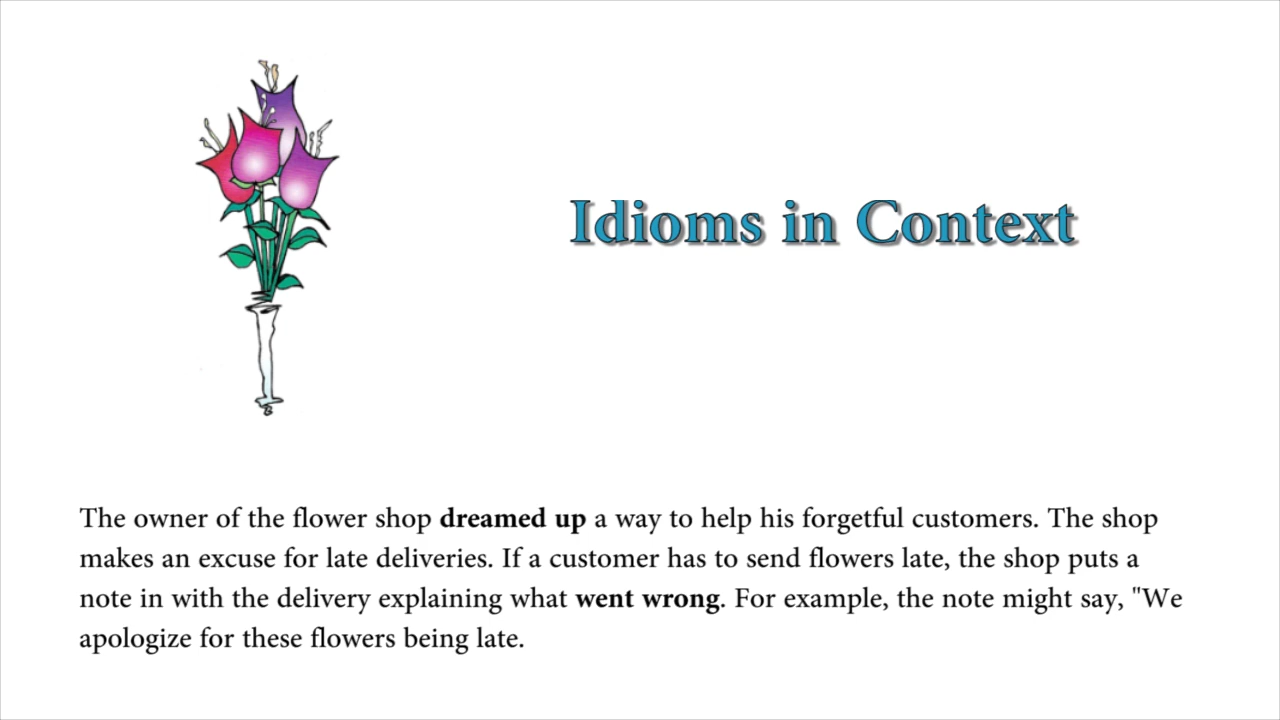 Idioms in Context
The owner of the flower shop dreamed up a way to help his forgetful customers. The shop
makes an excuse for late deliveries. If a customer has to send flowers late, the shop puts a
note in with the delivery explaining what went wrong. For example, the note might say, "We
apologize for these flowers being late.